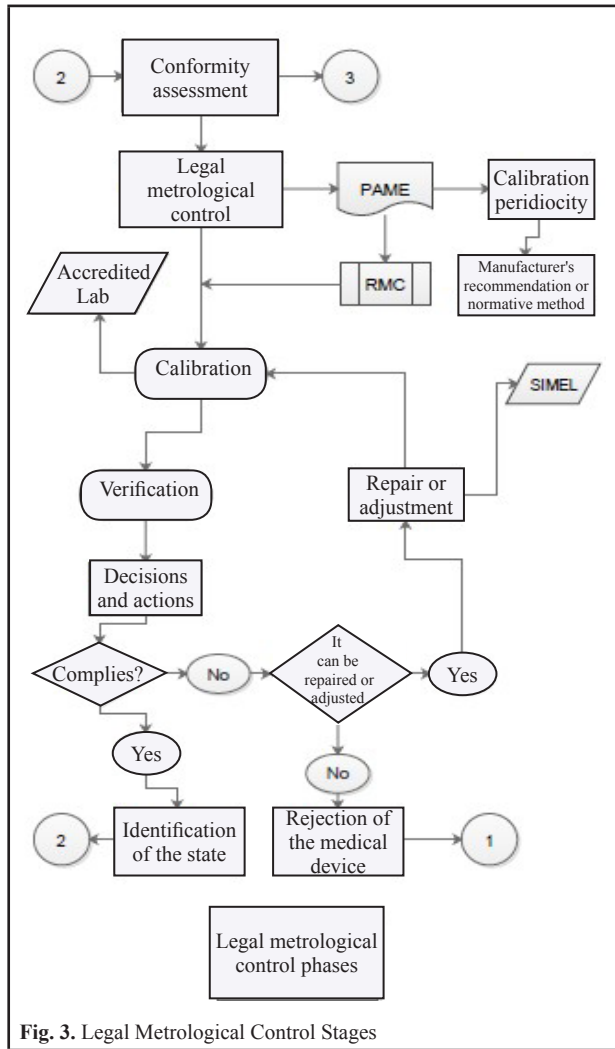 2
Conformity
assessment
3
Legal
metrological
control
PAME
Calibration
peridiocity
Accredited
Lab
RMC
Manufacturer's
recommendation or
normative method
Calibration
SIMEL
Verification
Repair or
adjustment
Decisions
and actions
Complies?
No
It
can be
repaired or
adjusted
Yes
Yes
No
2
Identification
of the state
Rejection of
the medical
device
1
Legal metrological
control phases
Fig. 3. Legal Metrological Control Stages